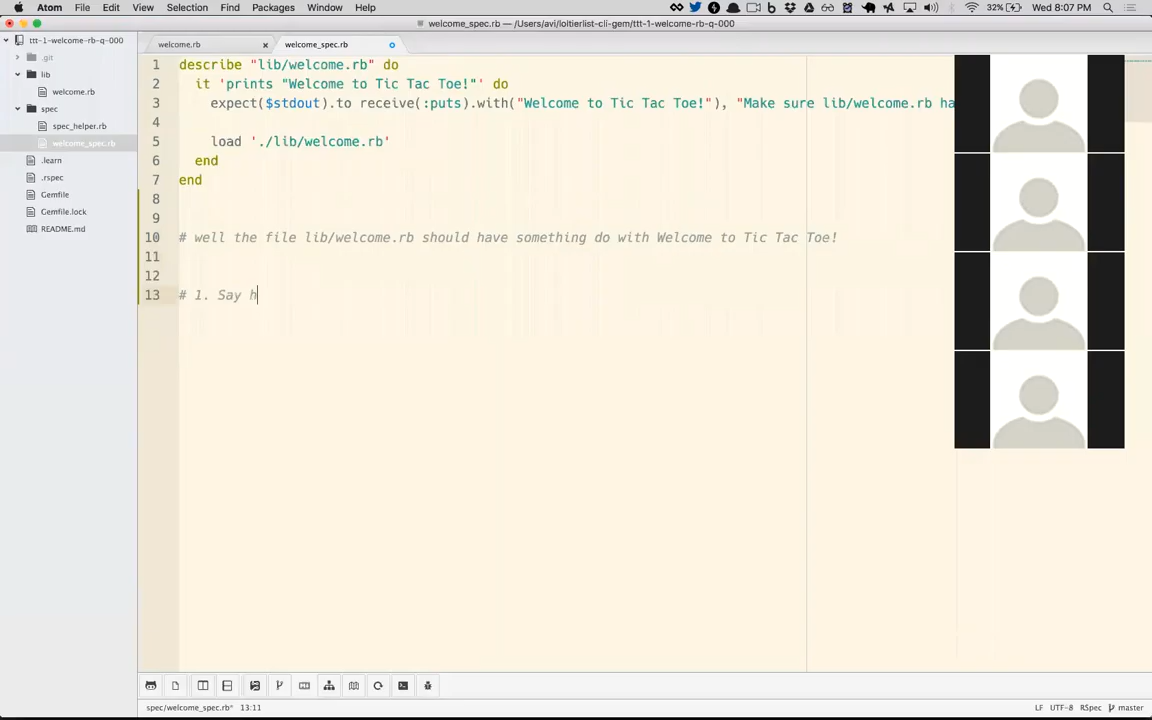 Atom File Edit View Selection Find Packages Window Help 32% Wed 8:07 PM
welcome_spec.rb — /Users/avi/loitierlist-cli-gem/ttt-1-welcome-rb-q-000
ttt-1-welcome-rb-q-000
.git
lib
welcome.rb
spec
spec_helper.rb
welcome_spec.rb
.learn
.rspec
Gemfile
Gemfile.lock
README.md
welcome.rb welcome_spec.rb
1 describe "lib/welcome.rb" do
2 it 'prints "Welcome to Tic Tac Toe!"' do
3 expect($stdout).to receive(:puts).with("Welcome to Tic Tac Toe!"), "Make sure lib/welcome.rb ha
4
5 load './lib/welcome.rb'
6 end
7 end
8
9
10 # well the file lib/welcome.rb should have something do with Welcome to Tic Tac Toe!
11
12
13 # 1. Say h
spec/welcome_spec.rb* 13:11 LF UTF-8 RSpec master